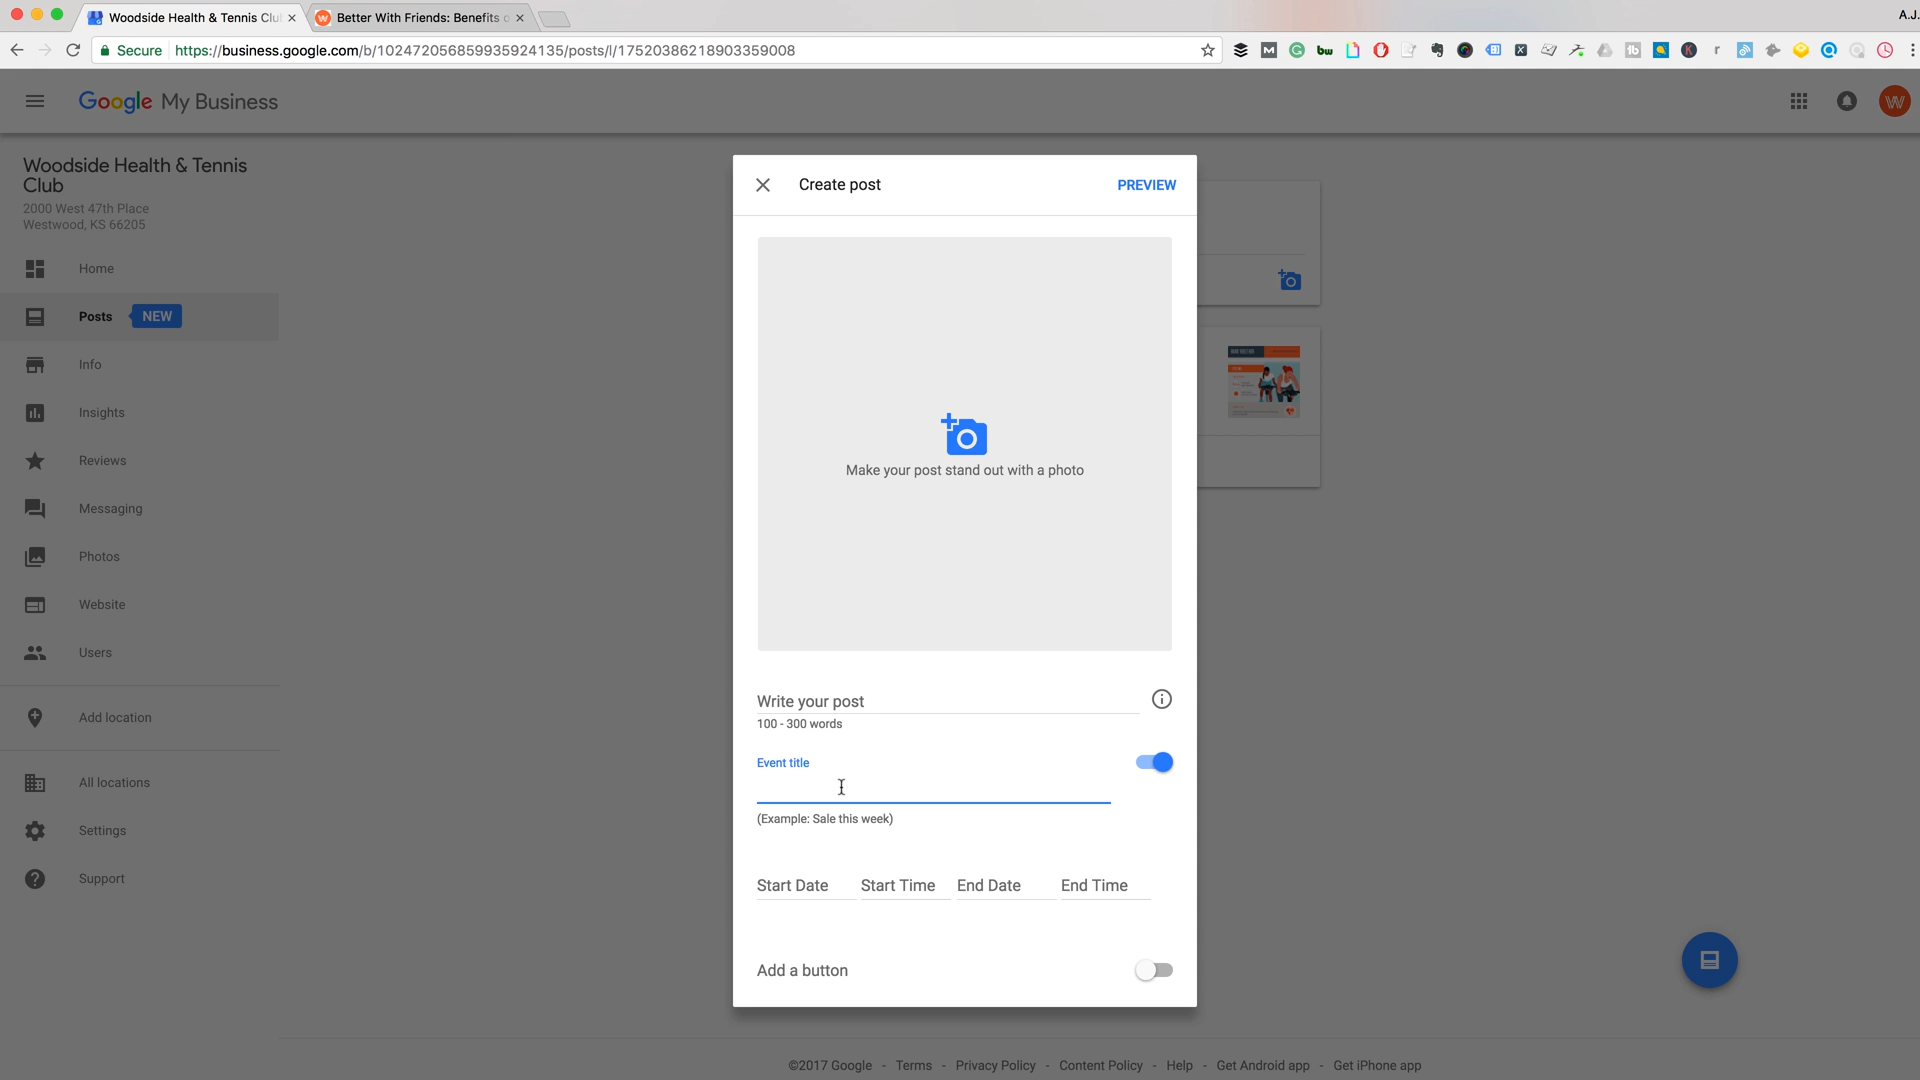 Woodside Health & Tennis Clu
Better With Friends: Benefits o
A.J.
Secure
https://business.google.com/b/102472056859935924135/posts/l/17520386218903359008
Google My Business
Woodside Health & Tennis
Club
2000 West 47th Place
Westwood, KS 66205
Home
Posts NEW
Info
Insights
Reviews
Messaging
Photos
Website
Users
Add location
All locations
Settings
Support
Create post
PREVIEW
Make your post stand out with a photo
Write your post
100 - 300 words
Event title
(Example: Sale this week)
Start Date Start Time End Date End Time
Add a button
©2017 Google - Terms - Privacy Policy - Content Policy - Help - Get Android app - Get iPhone app